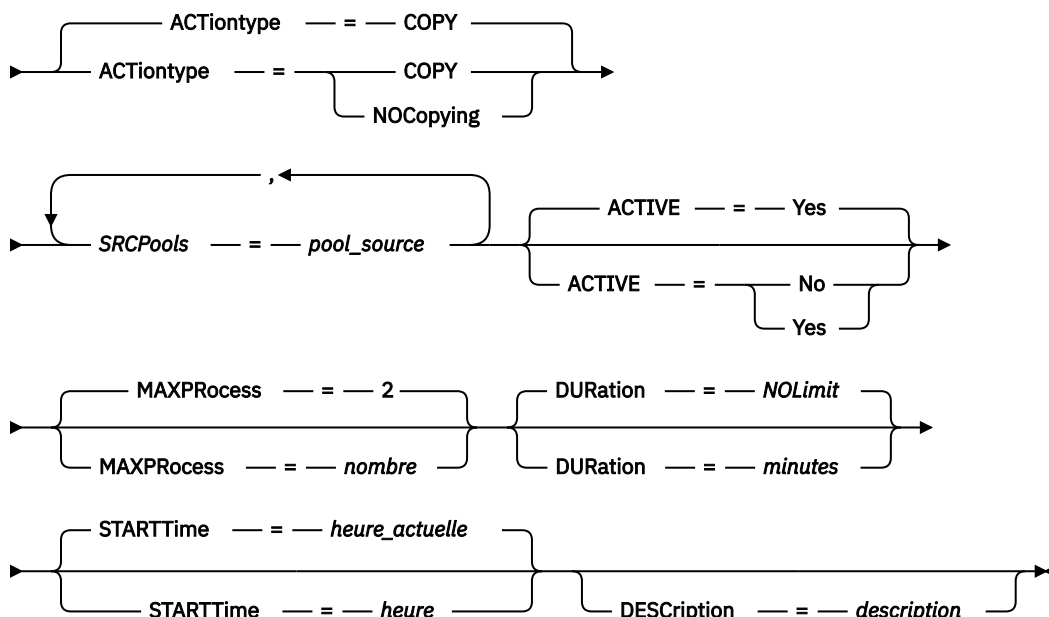 ACTiontype = COPY
ACTiontype = COPY
NOCopying
,
SRCPools = pool_source
ACTIVE = Yes
ACTIVE = No
Yes
MAXPRocess = 2
DURation = NOLimit
MAXPRocess = nombre
DURation = minutes
STARTTime = heure_actuelle
STARTTime = heure
DESCription = description